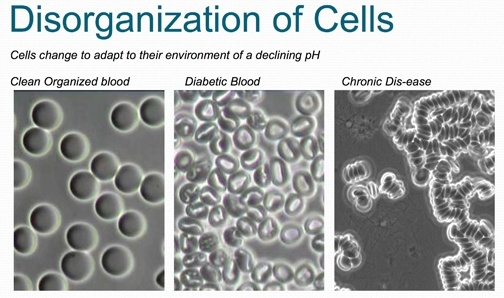 Disorganization of Cells
Cells change to adapt to their environment of a declining pH
Clean Organized blood
Diabetic Blood
Chronic Dis-ease